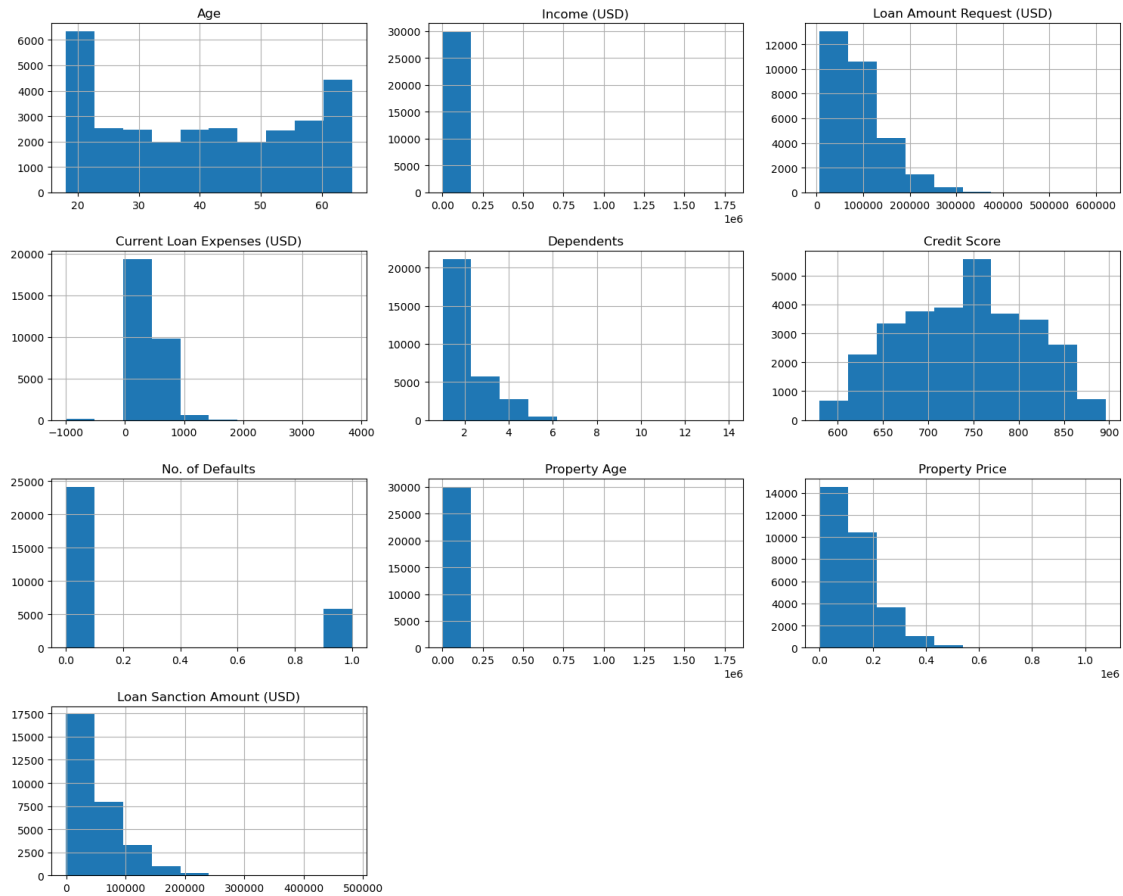 Age
6000
5000
4000
3000
2000
1000
0
20 30 40 50 60
Income (USD)
30000
25000
20000
15000
10000
5000
0
0.00 0.25 0.50 0.75 1.00 1.25 1.50 1.75
1e6
Loan Amount Request (USD)
12000
10000
8000
6000
4000
2000
0
0 100000 200000 300000 400000 500000 600000
Current Loan Expenses (USD)
20000
15000
10000
5000
0
−1000 0 1000 2000 3000 4000
Dependents
20000
15000
10000
5000
0
2 4 6 8 10 12 14
Credit Score
5000
4000
3000
2000
1000
0
600 650 700 750 800 850 900
No. of Defaults
25000
20000
15000
10000
5000
0
0.0 0.2 0.4 0.6 0.8 1.0
Property Age
30000
25000
20000
15000
10000
5000
0
0.00 0.25 0.50 0.75 1.00 1.25 1.50 1.75
1e6
Property Price
14000
12000
10000
8000
6000
4000
2000
0
0.0 0.2 0.4 0.6 0.8 1.0
1e6
Loan Sanction Amount (USD)
17500
15000
12500
10000
7500
5000
2500
0
0 100000 200000 300000 400000 500000